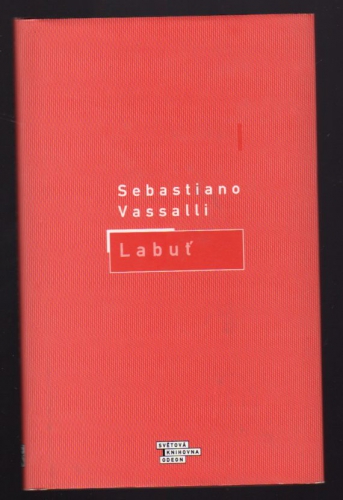 Sebastiano
Vassalli
Labuť
SVĚTOVÁ
KNIHOVNA
ODEON